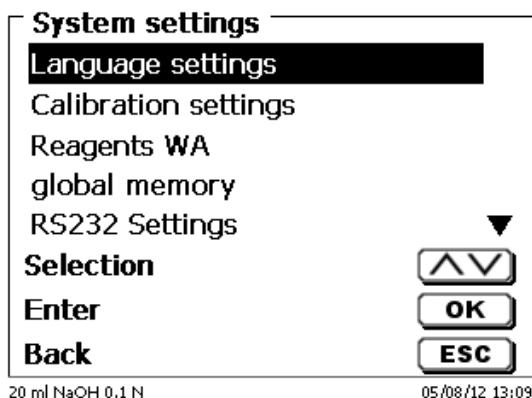 System settings
Language settings
Calibration settings
Reagents WA
global memory
RS232 Settings
Selection
Enter OK
Back ESC
20 ml NaOH 0.1 N 05/08/12 13:09